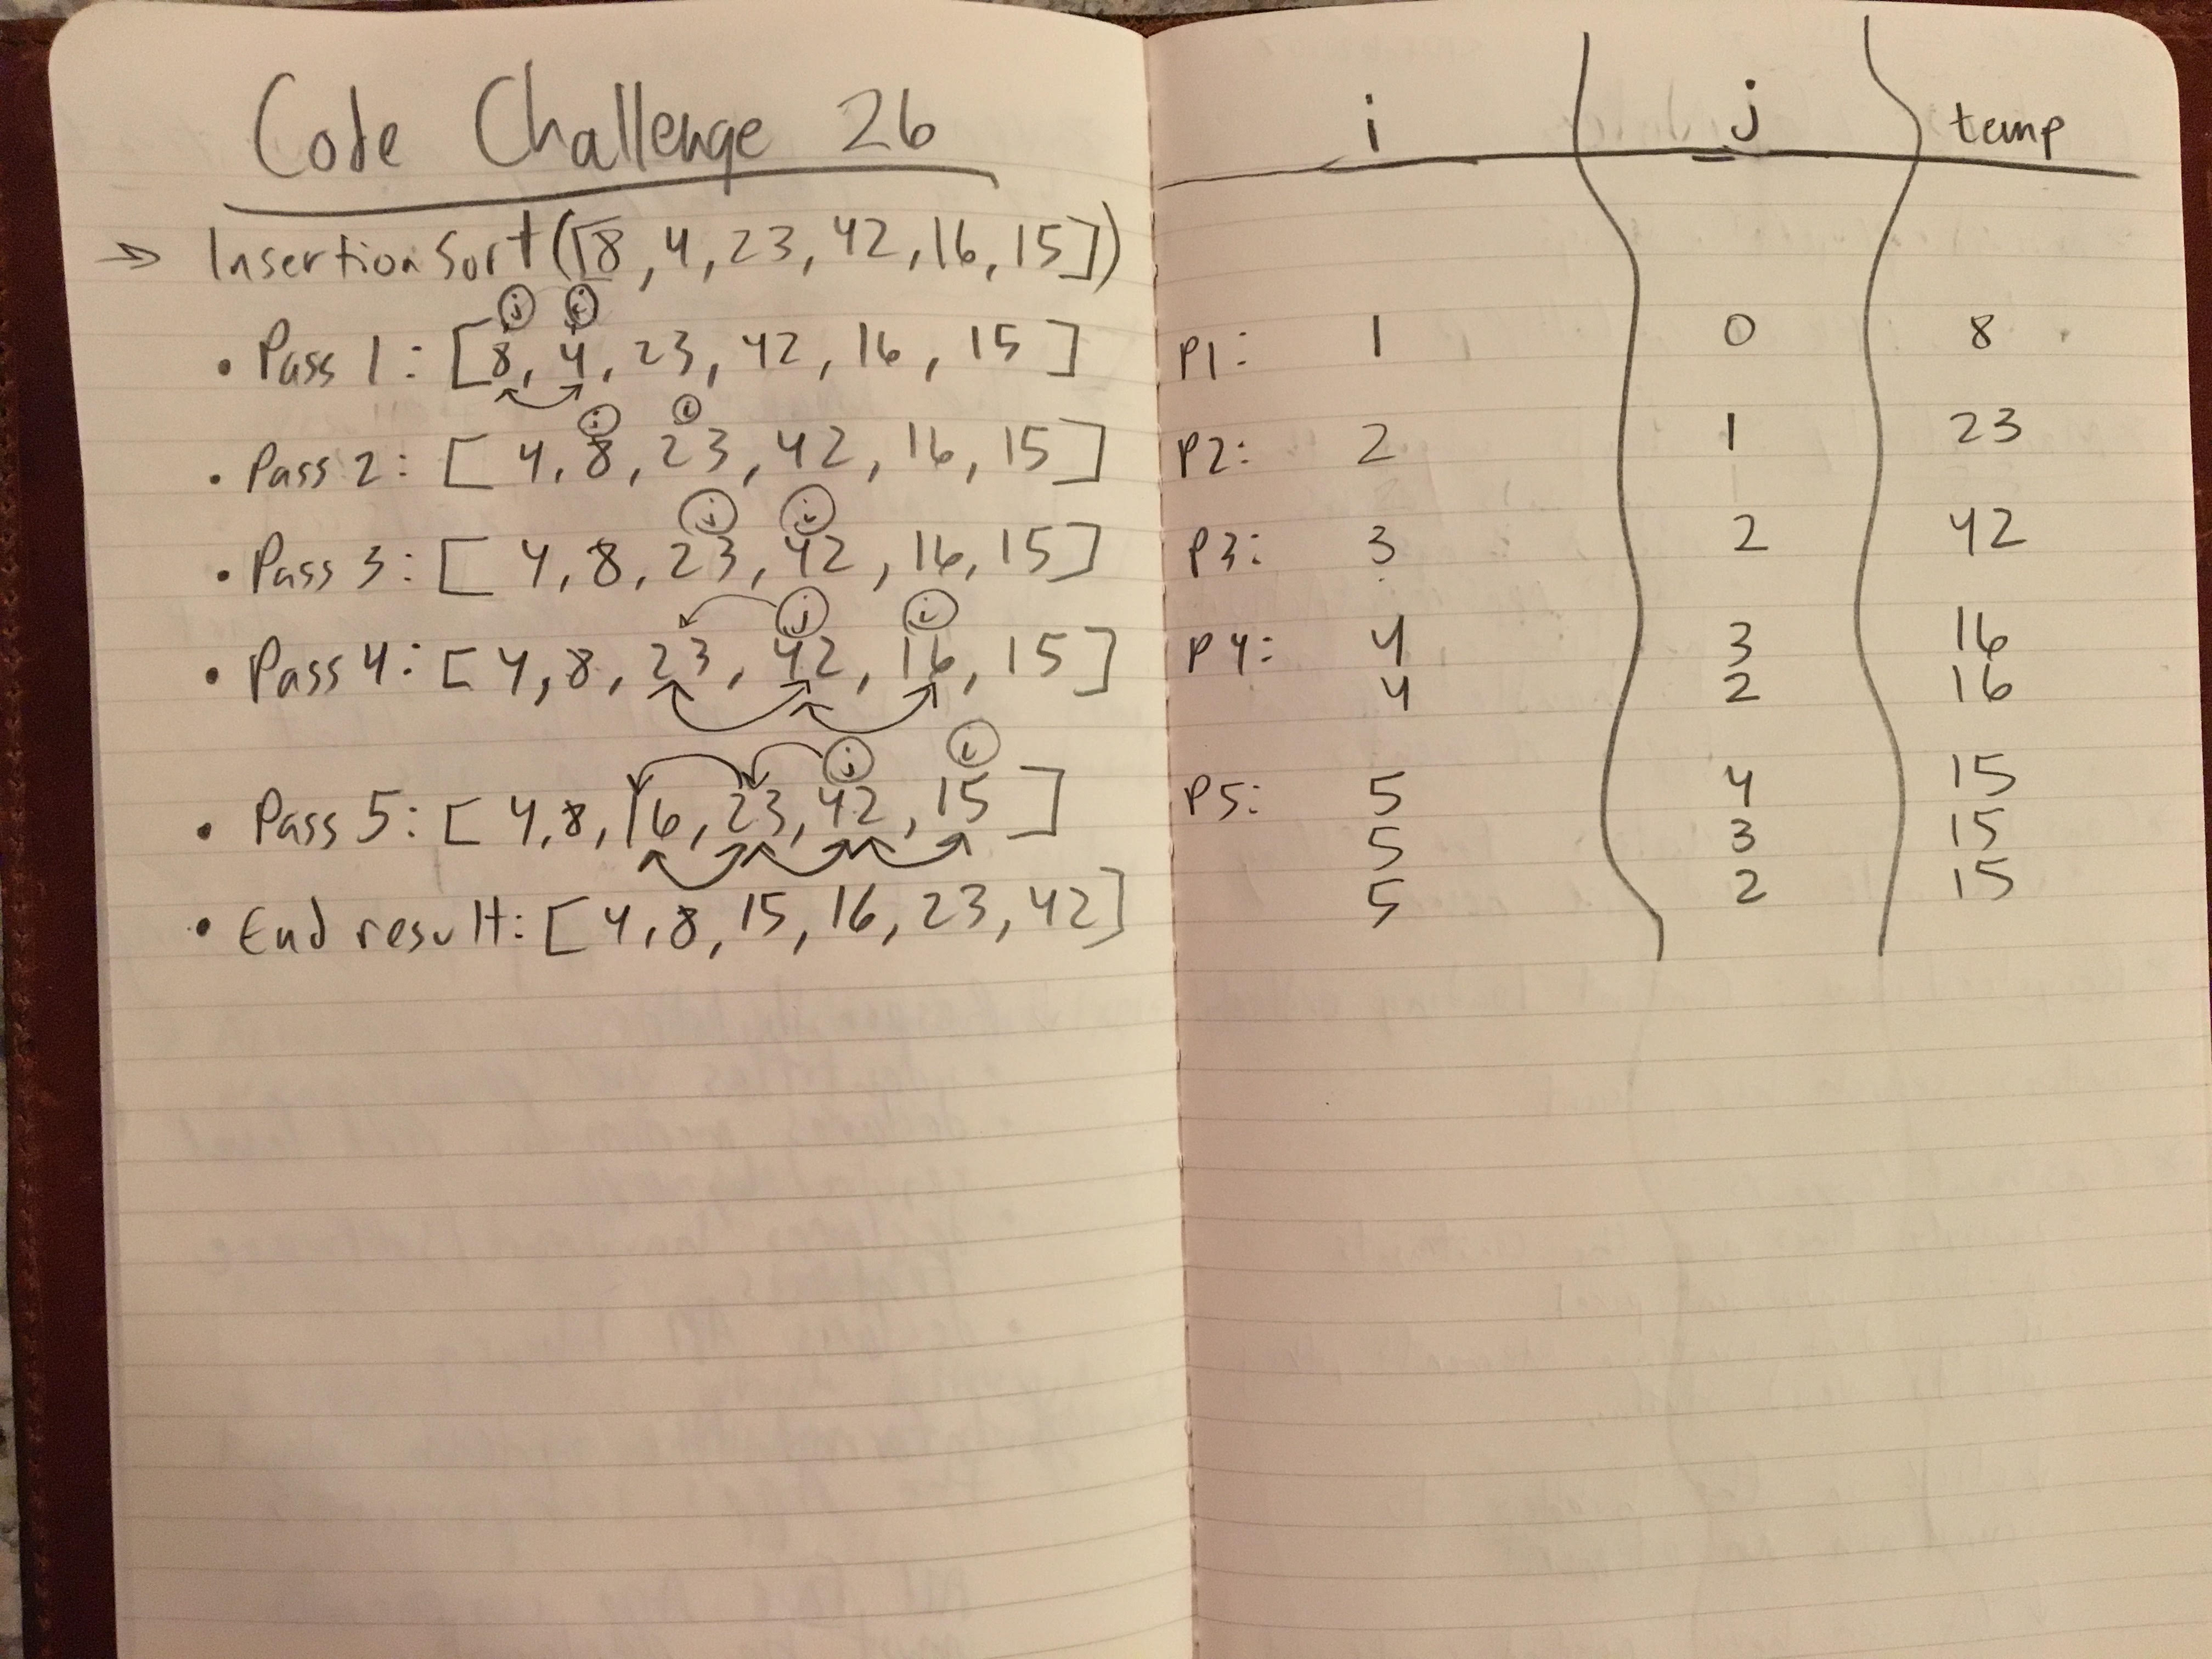 Code Challenge 26
→ InsertionSort([8, 4, 23, 42, 16, 15])
j i
• Pass 1: [8, 4, 23, 42, 16, 15]
j i
• Pass 2: [4, 8, 23, 42, 16, 15]
j i
• Pass 3: [4, 8, 23, 42, 16, 15]
j i
• Pass 4: [4, 8, 23, 42, 16, 15]
j i
• Pass 5: [4, 8, 16, 23, 42, 15]
• End result: [4, 8, 15, 16, 23, 42]
i j temp
P1: 1 0 8
P2: 2 1 23
P3: 3 2 42
P4: 4 3 16
4 2 16
P5: 5 4 15
5 3 15
5 2 15